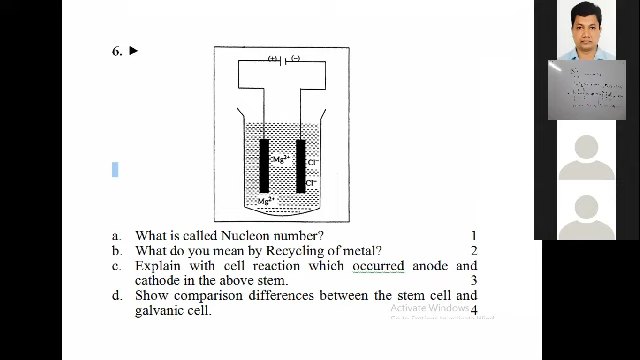 6. ►
(+) (−)
Mg²⁺
Cl⁻
Cl⁻
Mg²⁺
a. What is called Nucleon number? 1
b. What do you mean by Recycling of metal? 2
c. Explain with cell reaction which occurred anode and
cathode in the above stem. 3
d. Show comparison differences between the stem cell and
galvanic cell. 4
Activate Windows